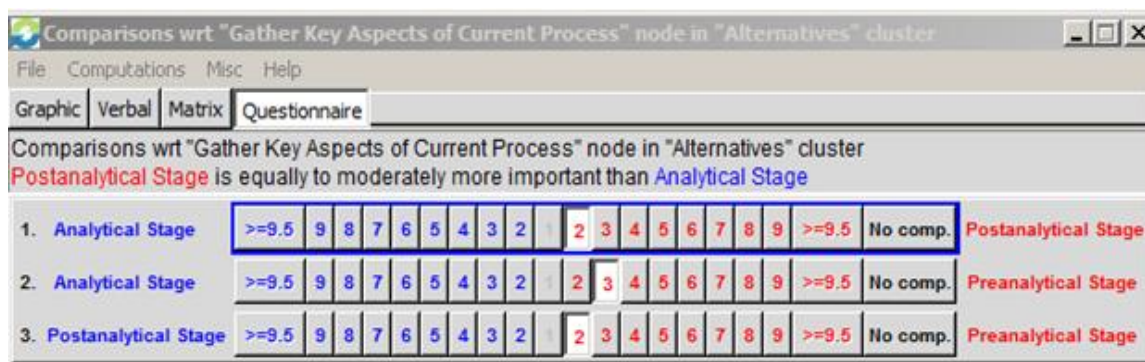 Comparisons wrt "Gather Key Aspects of Current Process" node in "Alternatives" cluster
File Computations Misc Help
Graphic Verbal Matrix Questionnaire
Comparisons wrt "Gather Key Aspects of Current Process" node in "Alternatives" cluster
Postanalytical Stage is equally to moderately more important than Analytical Stage
1. Analytical Stage >=9.5 9 8 7 6 5 4 3 2 1 2 3 4 5 6 7 8 9 >=9.5 No comp. Postanalytical Stage
2. Analytical Stage >=9.5 9 8 7 6 5 4 3 2 1 2 3 4 5 6 7 8 9 >=9.5 No comp. Preanalytical Stage
3. Postanalytical Stage >=9.5 9 8 7 6 5 4 3 2 1 2 3 4 5 6 7 8 9 >=9.5 No comp. Preanalytical Stage